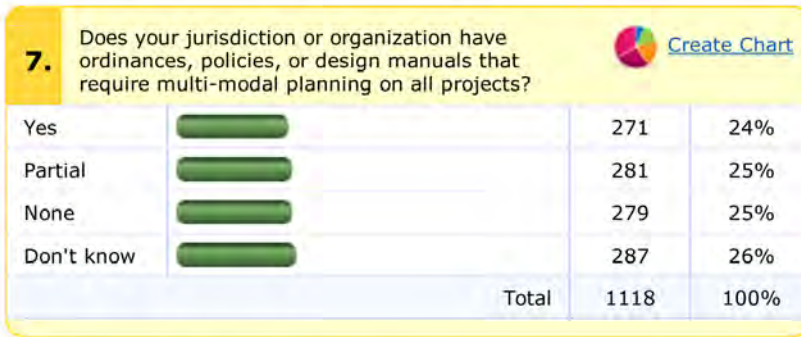 7.
Does your jurisdiction or organization have
ordinances, policies, or design manuals that
require multi-modal planning on all projects?
Create Chart
Yes 271 24%
Partial 281 25%
None 279 25%
Don't know 287 26%
Total 1118 100%